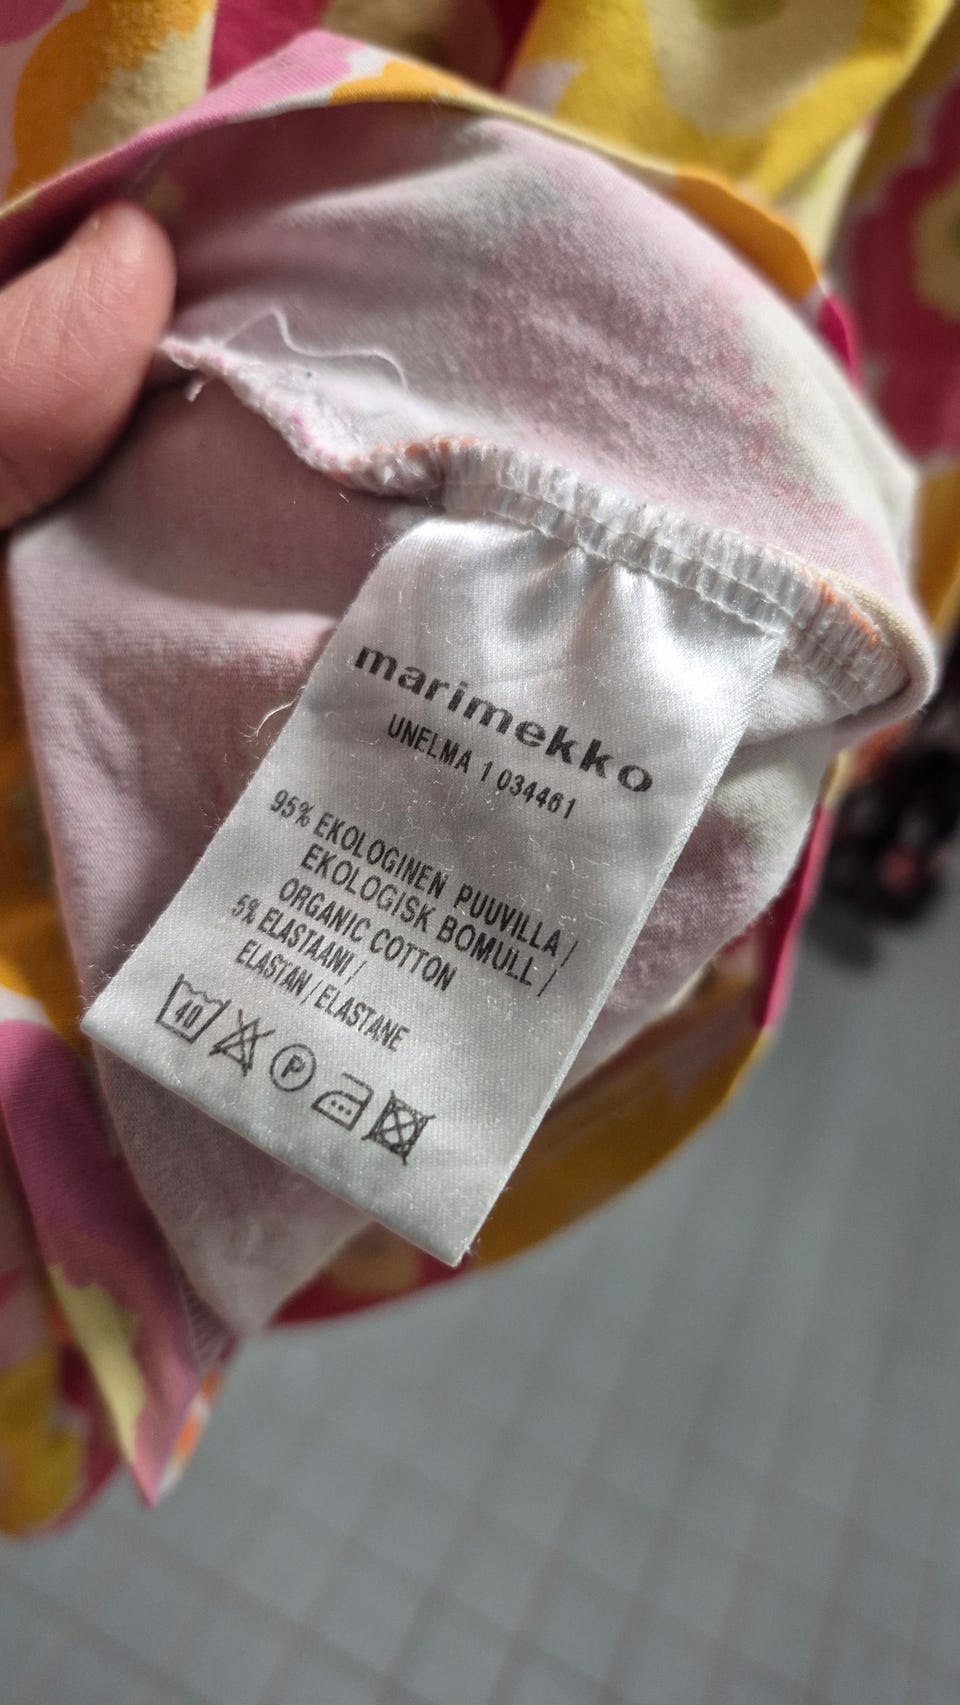 marimekko
UNELMA 1 034461
95% EKOLOGINEN PUUVILLA /
EKOLOGISK BOMULL /
ORGANIC COTTON
5% ELASTAANI /
ELASTAN / ELASTANE
40 P